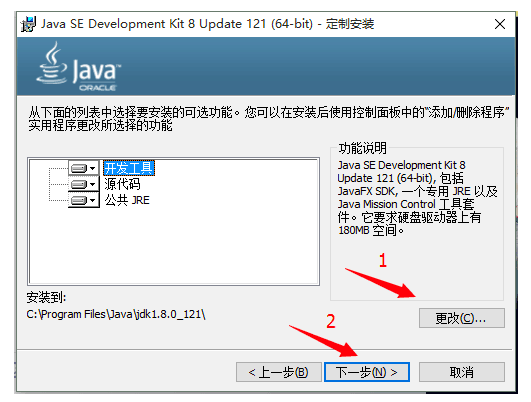 Java SE Development Kit 8 Update 121 (64-bit) - 定制安装
Java™
ORACLE
从下面的列表中选择要安装的可选功能。您可以在安装后使用控制面板中的“添加/删除程序”
实用程序更改所选择的功能
开发工具
源代码
公共 JRE
功能说明
Java SE Development Kit 8
Update 121 (64-bit), 包括
JavaFX SDK, 一个专用 JRE 以及
Java Mission Control 工具套
件。它要求硬盘驱动器上有
180MB 空间。
1
安装到:
C:\Program Files\Java\jdk1.8.0_121\
更改(C)...
2
< 上一步(B)
下一步(N) >
取消